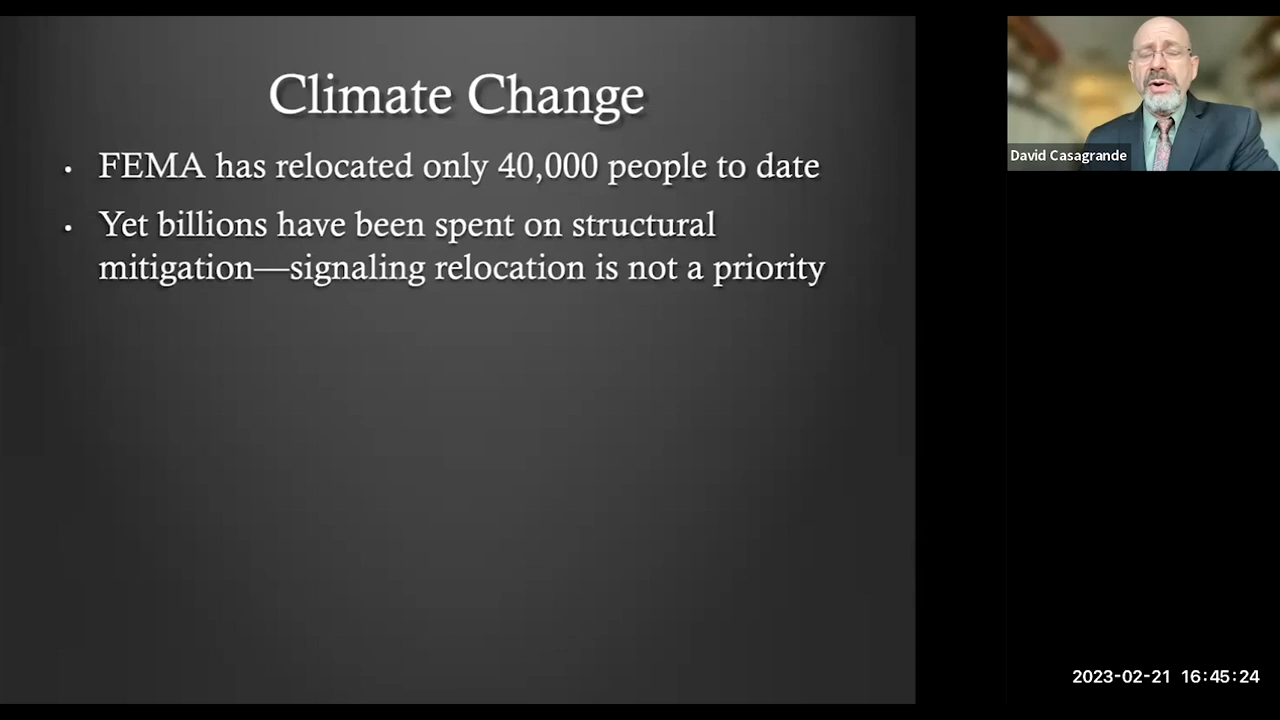 Climate Change
• FEMA has relocated only 40,000 people to date
• Yet billions have been spent on structural
mitigation—signaling relocation is not a priority
David Casagrande
2023-02-21 16:45:24